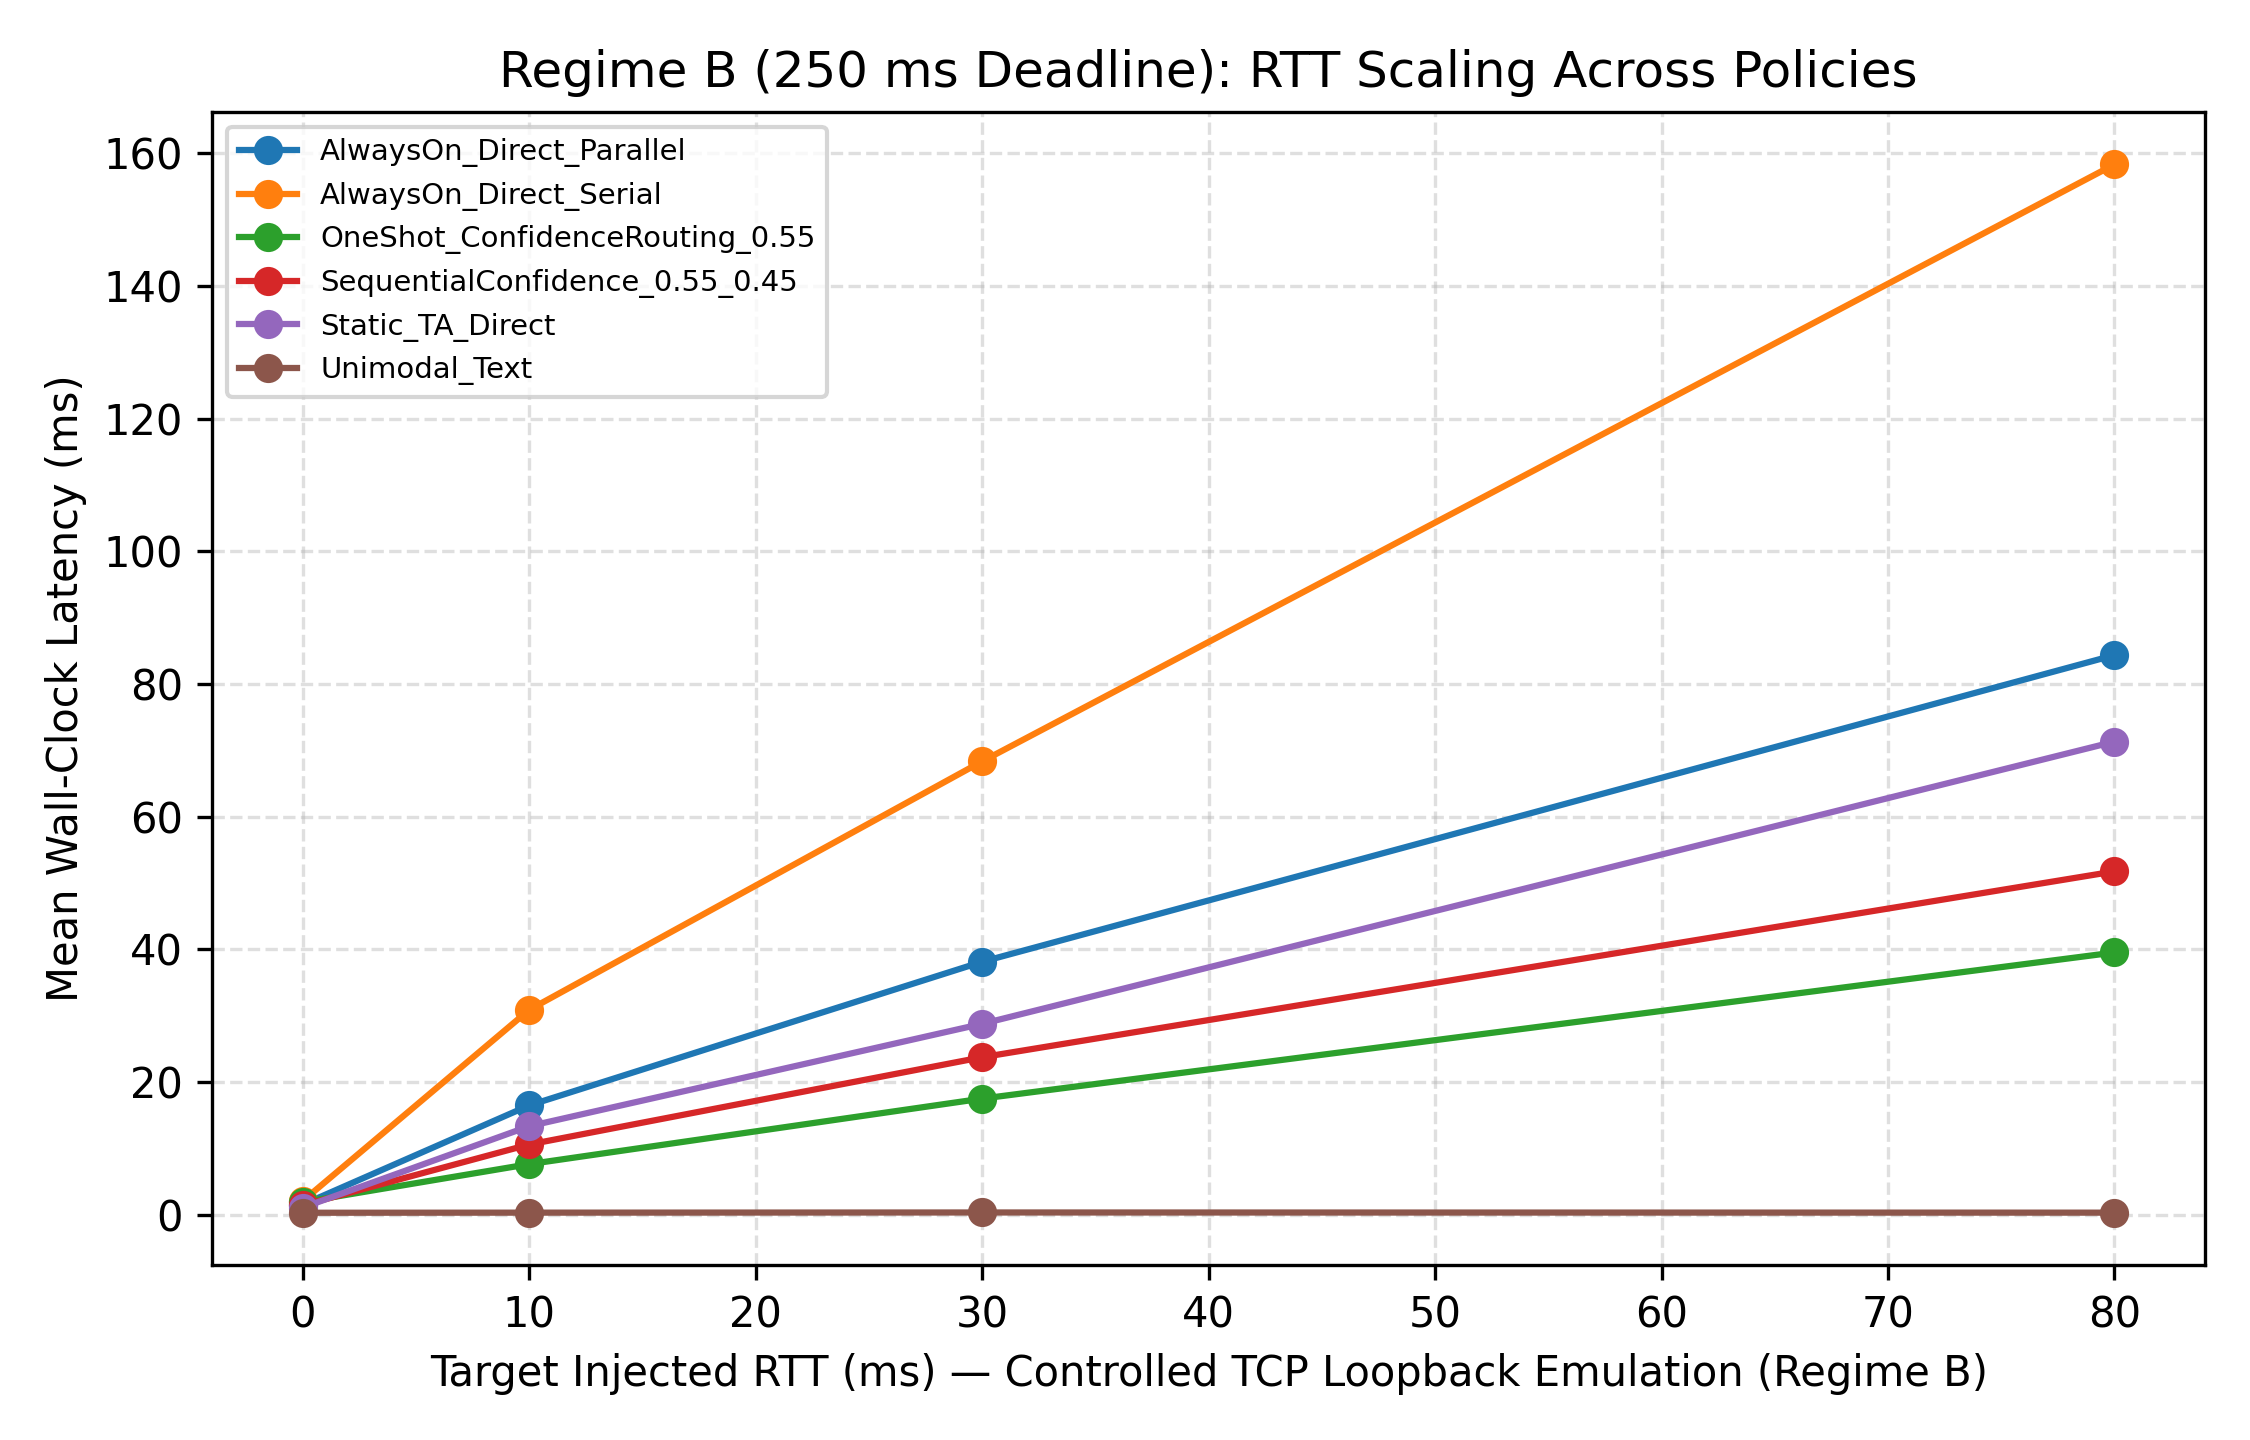 Regime B (250 ms Deadline): RTT Scaling Across Policies
AlwaysOn_Direct_Parallel
AlwaysOn_Direct_Serial
OneShot_ConfidenceRouting_0.55
SequentialConfidence_0.55_0.45
Static_TA_Direct
Unimodal_Text
Mean Wall-Clock Latency (ms)
160
140
120
100
80
60
40
20
0
0 10 20 30 40 50 60 70 80
Target Injected RTT (ms) — Controlled TCP Loopback Emulation (Regime B)